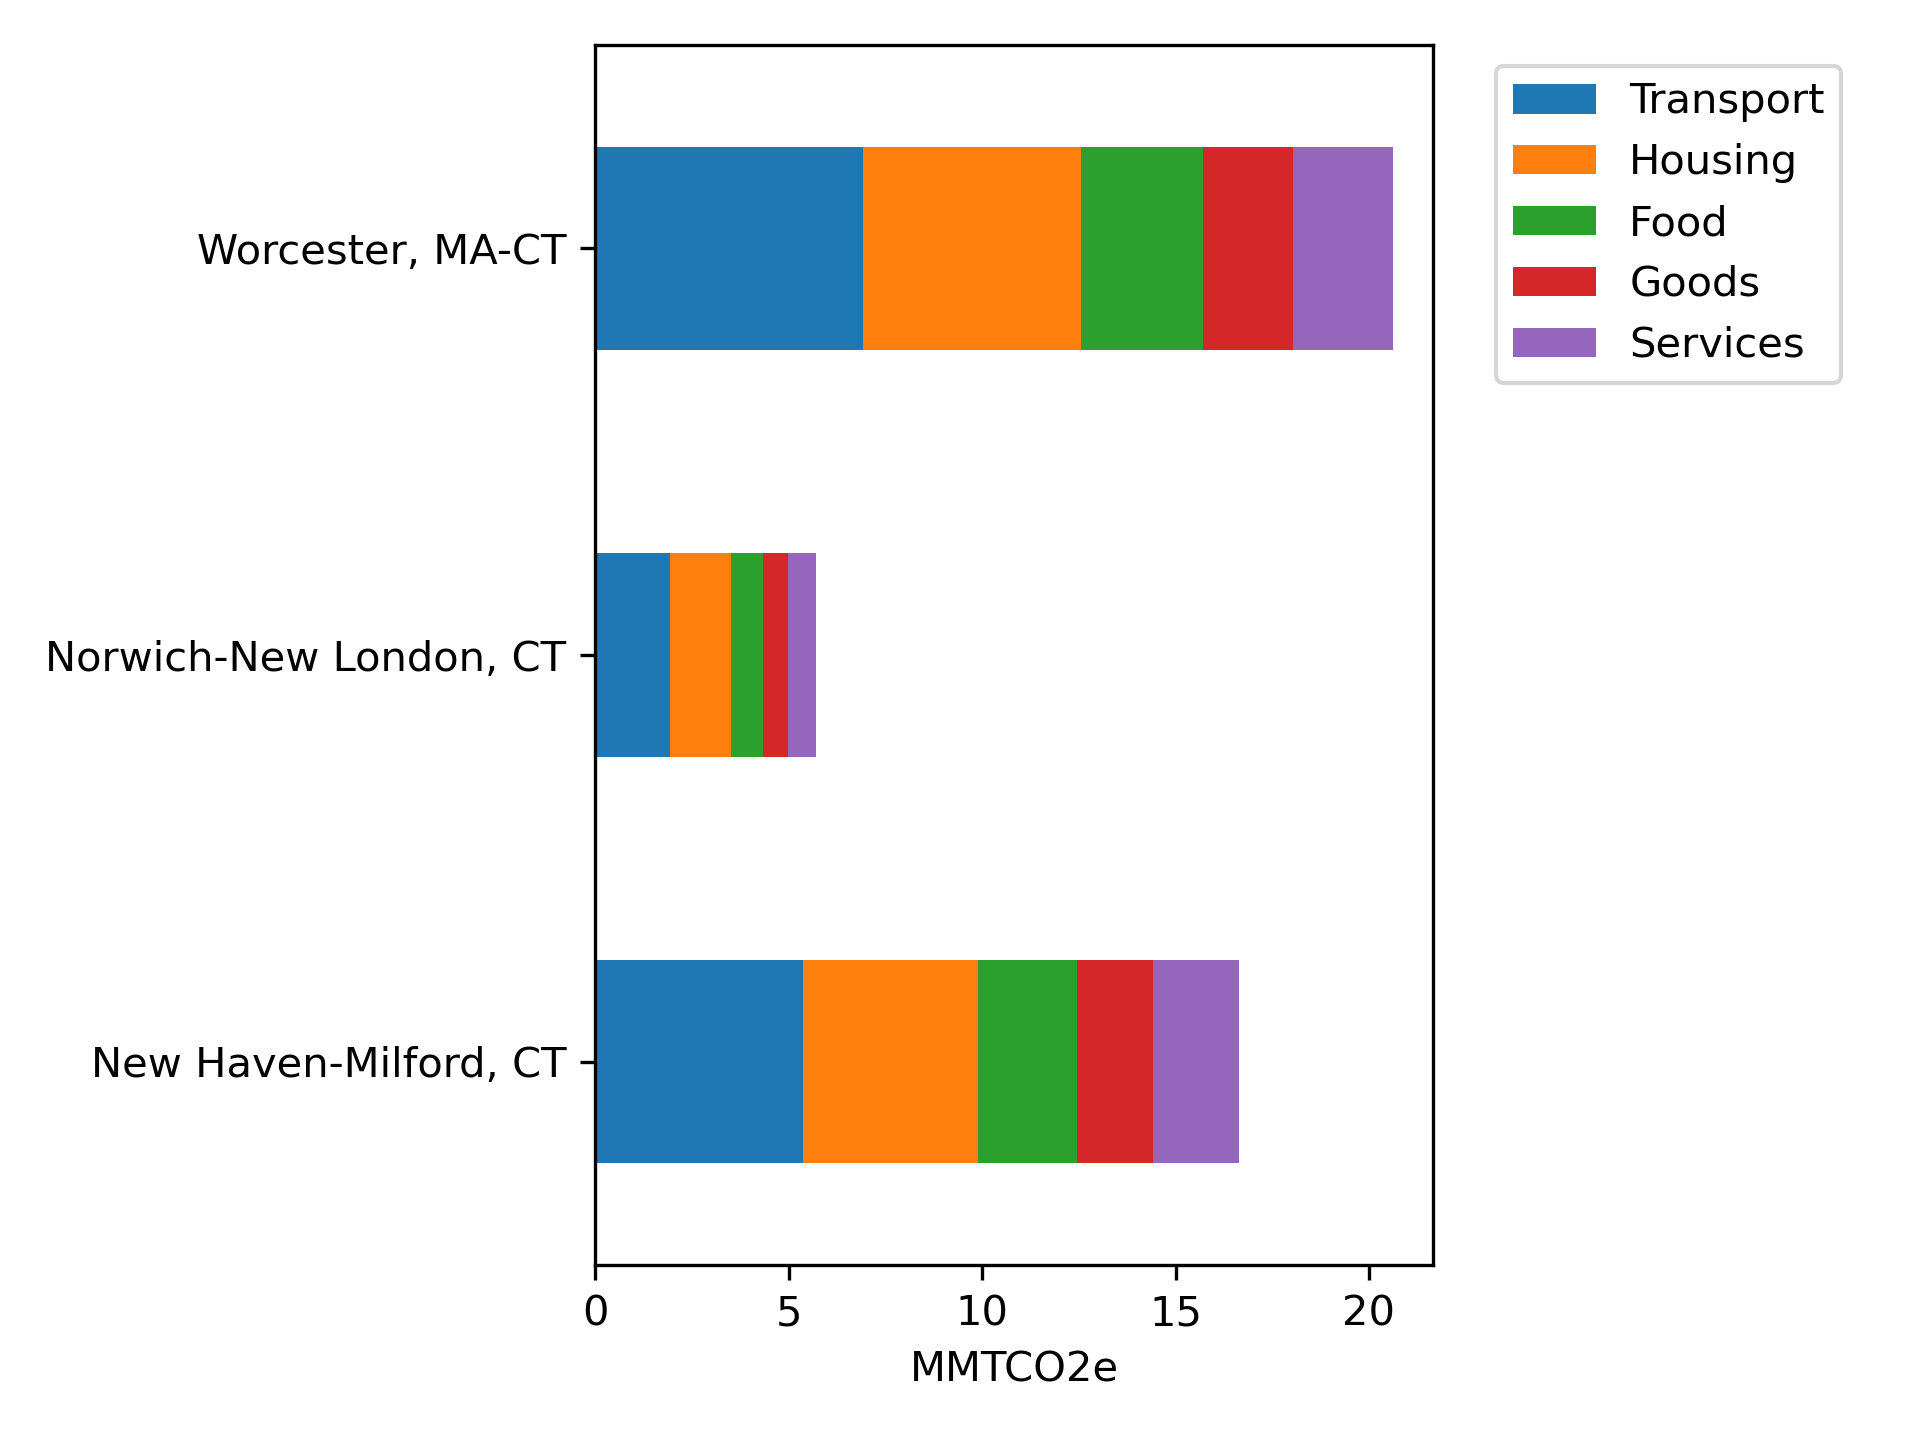 Transport
Housing
Food
Goods
Services
Worcester, MA-CT
Norwich-New London, CT
New Haven-Milford, CT
0 5 10 15 20
MMTCO2e